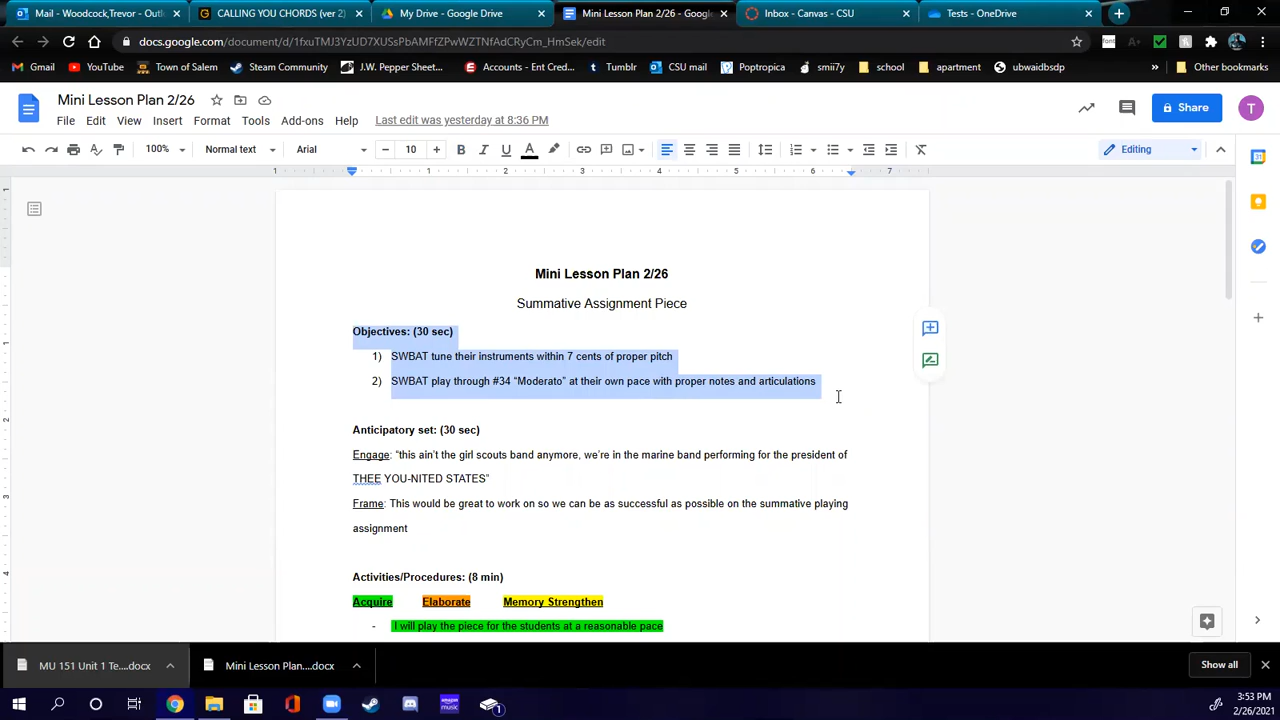 Mail - Woodcock,Trevor - Outlo
CALLING YOU CHORDS (ver 2)
My Drive - Google Drive
Mini Lesson Plan 2/26 - Google
Inbox - Canvas - CSU
Tests - OneDrive
docs.google.com/document/d/1fxuTMJ3YzUD7XUSsPbAMFfZPwWZTNfAdCRyCm_HmSek/edit
Gmail
YouTube
Town of Salem
Steam Community
J.W. Pepper Sheet...
Accounts - Ent Cred...
Tumblr
CSU mail
Poptropica
smii7y
school
apartment
ubwaidbsdp
Other bookmarks
Mini Lesson Plan 2/26
Share
T
File Edit View Insert Format Tools Add-ons Help Last edit was yesterday at 8:36 PM
100% Normal text Arial 10 B I U A Editing
1 1 2 3 4 5 6 7
Mini Lesson Plan 2/26
Summative Assignment Piece
Objectives: (30 sec)
1) SWBAT tune their instruments within 7 cents of proper pitch
2) SWBAT play through #34 “Moderato” at their own pace with proper notes and articulations
Anticipatory set: (30 sec)
Engage: “this ain’t the girl scouts band anymore, we’re in the marine band performing for the president of
THEE YOU-NITED STATES”
Frame: This would be great to work on so we can be as successful as possible on the summative playing
assignment
Activities/Procedures: (8 min)
Acquire Elaborate Memory Strengthen
- I will play the piece for the students at a reasonable pace
MU 151 Unit 1 Te....docx
Mini Lesson Plan....docx
Show all
3:53 PM
2/26/2021